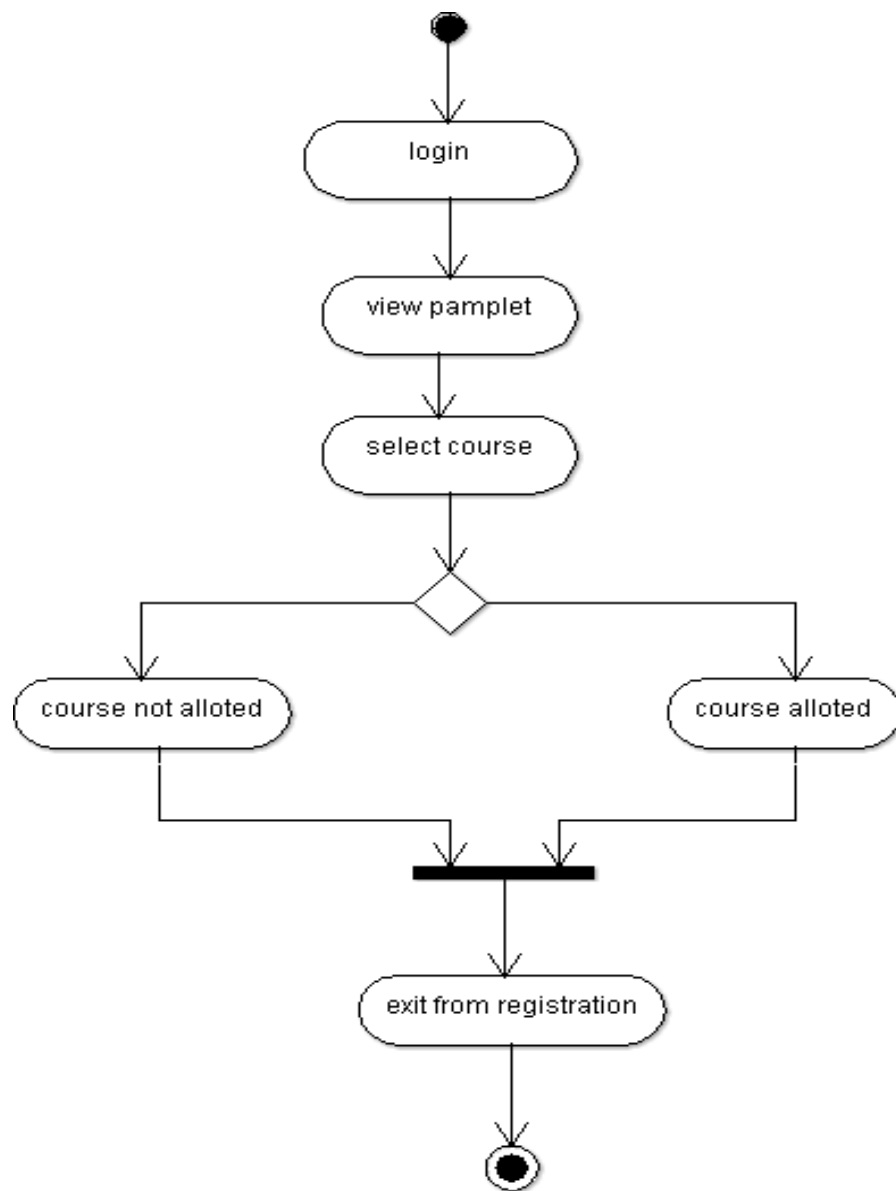 login
view pamplet
select course
course not alloted
course alloted
exit from registration